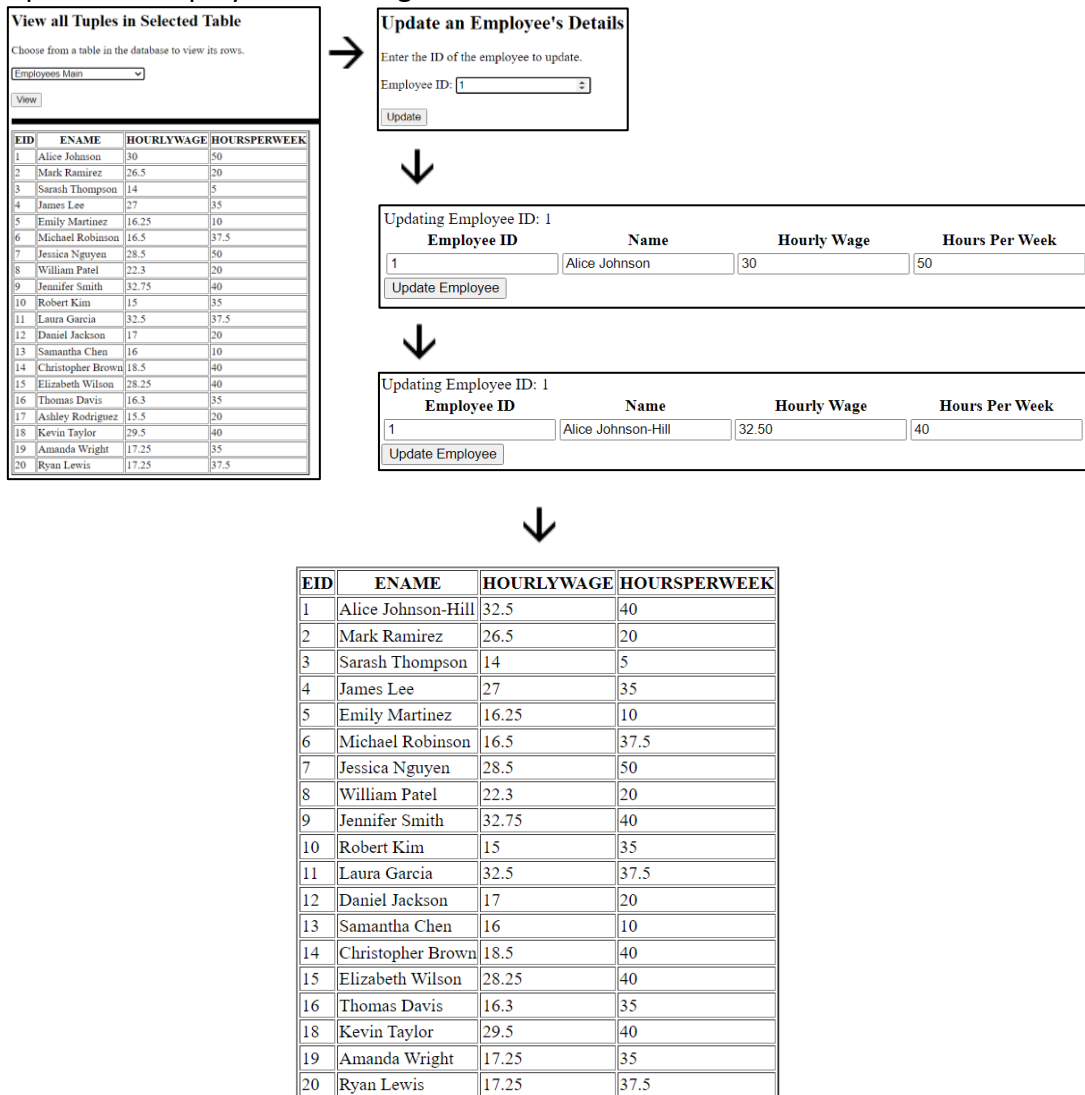 View all Tuples in Selected Table
Choose from a table in the database to view its rows.
Employees Main
View
EID ENAME HOURLYWAGE HOURSPERWEEK
1 Alice Johnson 30 50
2 Mark Ramirez 26.5 20
3 Sarash Thompson 14 5
4 James Lee 27 35
5 Emily Martinez 16.25 10
6 Michael Robinson 16.5 37.5
7 Jessica Nguyen 28.5 50
8 William Patel 22.3 20
9 Jennifer Smith 32.75 40
10 Robert Kim 15 35
11 Laura Garcia 32.5 37.5
12 Daniel Jackson 17 20
13 Samantha Chen 16 10
14 Christopher Brown 18.5 40
15 Elizabeth Wilson 28.25 40
16 Thomas Davis 16.3 35
17 Ashley Rodriguez 15.5 20
18 Kevin Taylor 29.5 40
19 Amanda Wright 17.25 35
20 Ryan Lewis 17.25 37.5
Update an Employee's Details
Enter the ID of the employee to update.
Employee ID: 1
Update
Updating Employee ID: 1
Employee ID Name Hourly Wage Hours Per Week
1 Alice Johnson 30 50
Update Employee
Updating Employee ID: 1
Employee ID Name Hourly Wage Hours Per Week
1 Alice Johnson-Hill 32.50 40
Update Employee
EID ENAME HOURLYWAGE HOURSPERWEEK
1 Alice Johnson-Hill 32.5 40
2 Mark Ramirez 26.5 20
3 Sarash Thompson 14 5
4 James Lee 27 35
5 Emily Martinez 16.25 10
6 Michael Robinson 16.5 37.5
7 Jessica Nguyen 28.5 50
8 William Patel 22.3 20
9 Jennifer Smith 32.75 40
10 Robert Kim 15 35
11 Laura Garcia 32.5 37.5
12 Daniel Jackson 17 20
13 Samantha Chen 16 10
14 Christopher Brown 18.5 40
15 Elizabeth Wilson 28.25 40
16 Thomas Davis 16.3 35
18 Kevin Taylor 29.5 40
19 Amanda Wright 17.25 35
20 Ryan Lewis 17.25 37.5